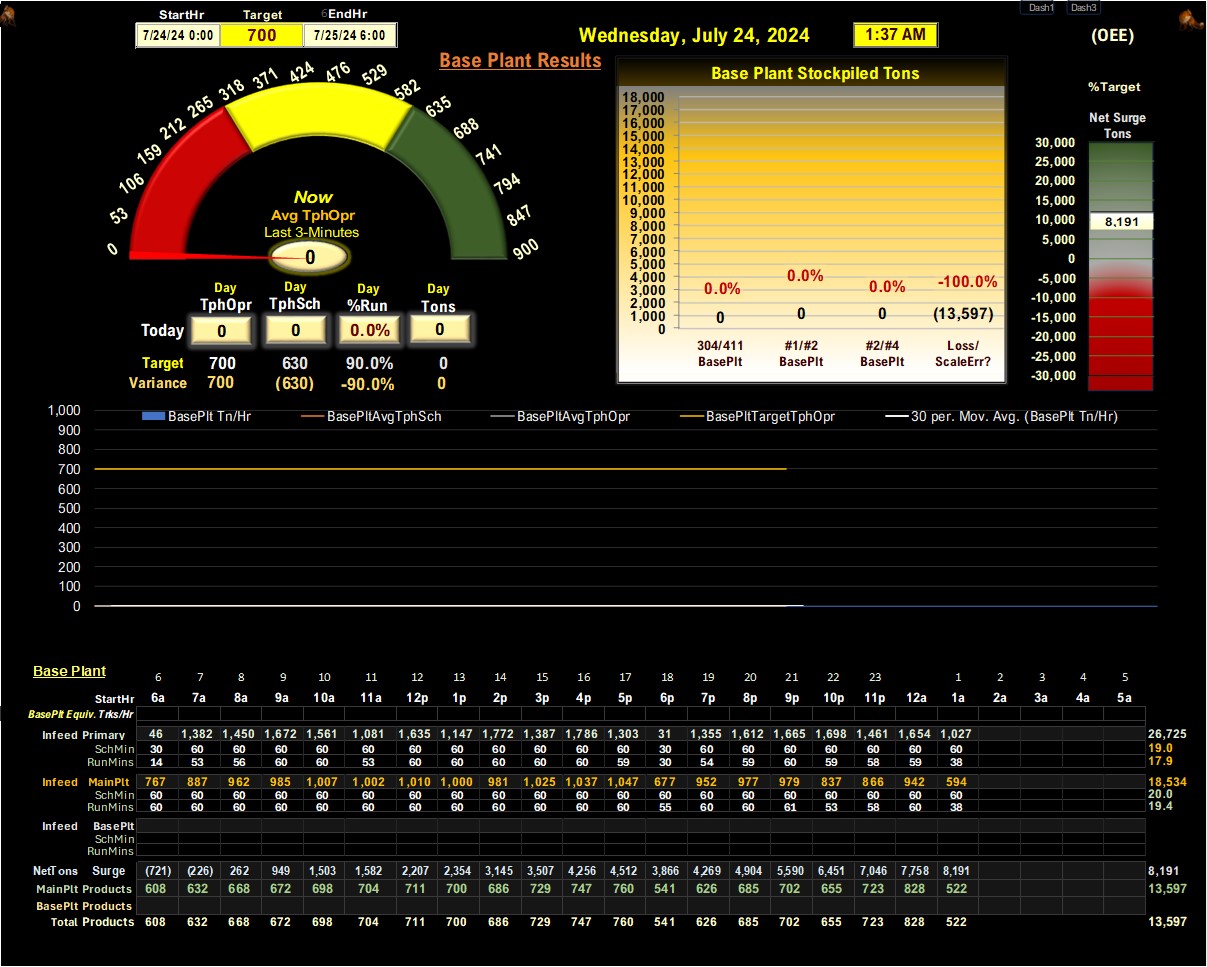 Dash1 Dash3
StartHr Target 6EndHr
7/24/24 0:00 700 7/25/24 6:00
Wednesday, July 24, 2024 1:37 AM (OEE)
Base Plant Results
0 53 106 159 212 265 318 371 424 476 529 582 635 688 741 794 847 900
Now
Avg TphOpr
Last 3-Minutes
0
Day Day Day Day
TphOpr TphSch %Run Tons
Today 0 0 0.0% 0
Target 700 630 90.0% 0
Variance 700 (630) -90.0% 0
Base Plant Stockpiled Tons
18,000
17,000
16,000
15,000
14,000
13,000
12,000
11,000
10,000
9,000
8,000
7,000
6,000
5,000
4,000
3,000
2,000
1,000
0
0.0% 0.0% 0.0% -100.0%
0 0 0 (13,597)
304/411 #1/#2 #2/#4 Loss/
BasePlt BasePlt BasePlt ScaleErr?
%Target
Net Surge
Tons
30,000
25,000
20,000
15,000
10,000
8,191
5,000
0
-5,000
-10,000
-15,000
-20,000
-25,000
-30,000
BasePlt Tn/Hr BasePltAvgTphSch BasePltAvgTphOpr BasePltTargetTphOpr 30 per. Mov. Avg. (BasePlt Tn/Hr)
1,000
900
800
700
600
500
400
300
200
100
0
Base Plant 6 7 8 9 10 11 12 13 14 15 16 17 18 19 20 21 22 23 1 2 3 4 5
StartHr 6a 7a 8a 9a 10a 11a 12p 1p 2p 3p 4p 5p 6p 7p 8p 9p 10p 11p 12a 1a 2a 3a 4a 5a
BasePlt Equiv. Trks/Hr
Infeed Primary 46 1,382 1,450 1,672 1,561 1,081 1,635 1,147 1,772 1,387 1,786 1,303 31 1,355 1,612 1,665 1,698 1,461 1,654 1,027 26,725
SchMin 30 60 60 60 60 60 60 60 60 60 60 60 30 60 60 60 60 60 60 60 19.0
RunMins 14 53 56 60 60 53 60 60 60 60 60 59 30 54 59 60 59 58 59 38 17.9
Infeed MainPlt 767 887 962 985 1,007 1,002 1,010 1,000 981 1,025 1,037 1,047 677 952 977 979 837 866 942 594 18,534
SchMin 60 60 60 60 60 60 60 60 60 60 60 60 60 60 60 60 60 60 60 60 20.0
RunMins 60 60 60 60 60 60 60 60 60 60 60 60 55 60 60 61 53 58 60 38 19.4
Infeed BasePlt
SchMin
RunMins
NetTons Surge (721) (226) 262 949 1,503 1,582 2,207 2,354 3,145 3,507 4,256 4,512 3,866 4,269 4,904 5,590 6,451 7,046 7,758 8,191 8,191
MainPlt Products 608 632 668 672 698 704 711 700 686 729 747 760 541 626 685 702 655 723 828 522 13,597
BasePlt Products
Total Products 608 632 668 672 698 704 711 700 686 729 747 760 541 626 685 702 655 723 828 522 13,597